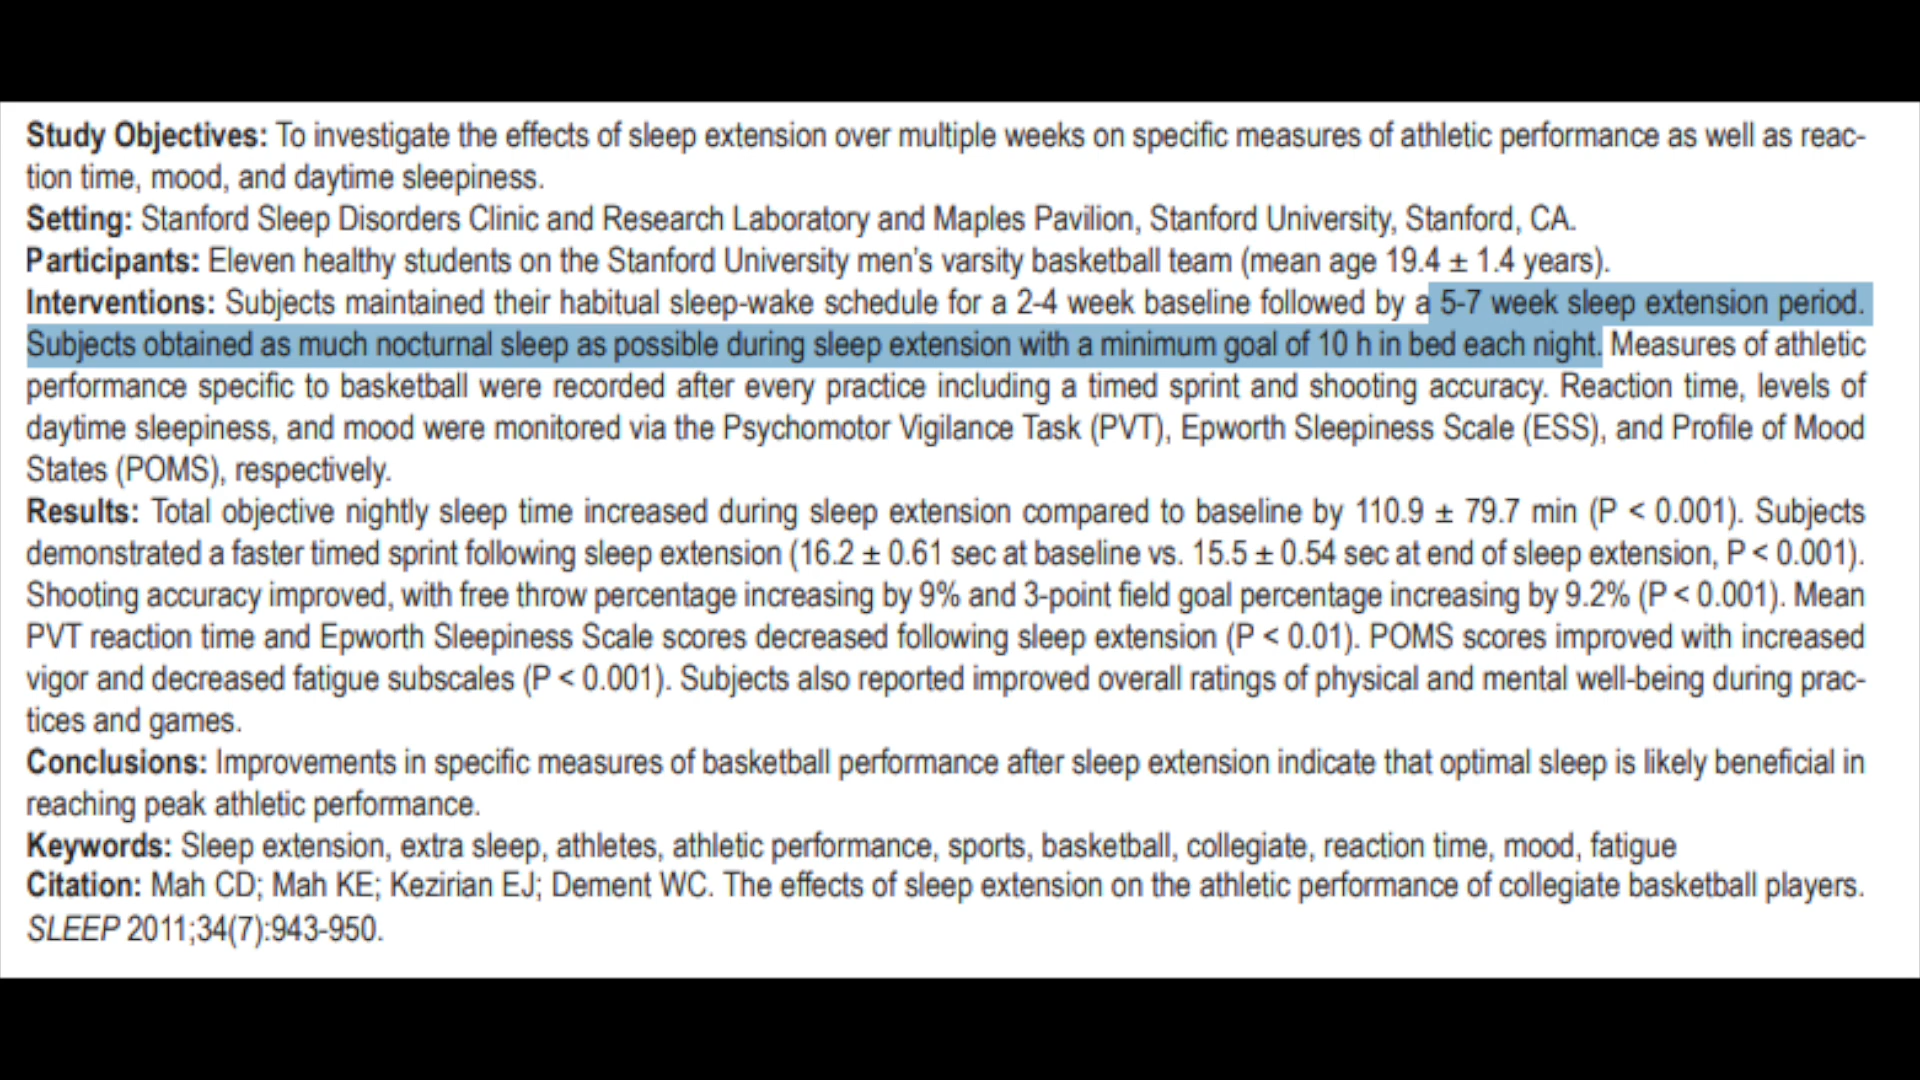 Study Objectives: To investigate the effects of sleep extension over multiple weeks on specific measures of athletic performance as well as reac-
tion time, mood, and daytime sleepiness.
Setting: Stanford Sleep Disorders Clinic and Research Laboratory and Maples Pavilion, Stanford University, Stanford, CA.
Participants: Eleven healthy students on the Stanford University men's varsity basketball team (mean age 19.4 ± 1.4 years).
Interventions: Subjects maintained their habitual sleep-wake schedule for a 2-4 week baseline followed by a 5-7 week sleep extension period.
Subjects obtained as much nocturnal sleep as possible during sleep extension with a minimum goal of 10 h in bed each night. Measures of athletic
performance specific to basketball were recorded after every practice including a timed sprint and shooting accuracy. Reaction time, levels of
daytime sleepiness, and mood were monitored via the Psychomotor Vigilance Task (PVT), Epworth Sleepiness Scale (ESS), and Profile of Mood
States (POMS), respectively.
Results: Total objective nightly sleep time increased during sleep extension compared to baseline by 110.9 ± 79.7 min (P < 0.001). Subjects
demonstrated a faster timed sprint following sleep extension (16.2 ± 0.61 sec at baseline vs. 15.5 ± 0.54 sec at end of sleep extension, P < 0.001).
Shooting accuracy improved, with free throw percentage increasing by 9% and 3-point field goal percentage increasing by 9.2% (P < 0.001). Mean
PVT reaction time and Epworth Sleepiness Scale scores decreased following sleep extension (P < 0.01). POMS scores improved with increased
vigor and decreased fatigue subscales (P < 0.001). Subjects also reported improved overall ratings of physical and mental well-being during prac-
tices and games.
Conclusions: Improvements in specific measures of basketball performance after sleep extension indicate that optimal sleep is likely beneficial in
reaching peak athletic performance.
Keywords: Sleep extension, extra sleep, athletes, athletic performance, sports, basketball, collegiate, reaction time, mood, fatigue
Citation: Mah CD; Mah KE; Kezirian EJ; Dement WC. The effects of sleep extension on the athletic performance of collegiate basketball players.
SLEEP 2011;34(7):943-950.